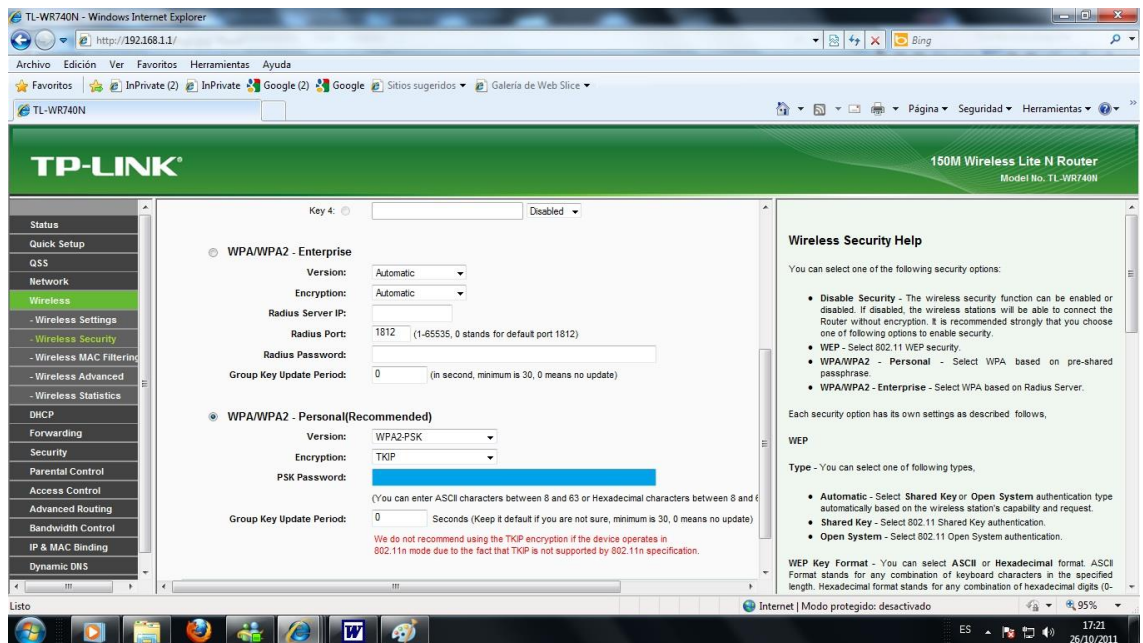 TL-WR740N - Windows Internet Explorer
http://192.168.1.1/
Bing
Archivo Edición Ver Favoritos Herramientas Ayuda
Favoritos InPrivate (2) InPrivate Google (2) Google Sitios sugeridos Galería de Web Slice
TL-WR740N
Página Seguridad Herramientas
TP-LINK®
150M Wireless Lite N Router
Model No. TL-WR740N
Status
Quick Setup
QSS
Network
Wireless
- Wireless Settings
- Wireless Security
- Wireless MAC Filtering
- Wireless Advanced
- Wireless Statistics
DHCP
Forwarding
Security
Parental Control
Access Control
Advanced Routing
Bandwidth Control
IP & MAC Binding
Dynamic DNS
Key 4: Disabled
WPA/WPA2 - Enterprise
Version: Automatic
Encryption: Automatic
Radius Server IP:
Radius Port: 1812 (1-65535, 0 stands for default port 1812)
Radius Password:
Group Key Update Period: 0 (in second, minimum is 30, 0 means no update)
WPA/WPA2 - Personal(Recommended)
Version: WPA2-PSK
Encryption: TKIP
PSK Password:
(You can enter ASCII characters between 8 and 63 or Hexadecimal characters between 8 and 6
Group Key Update Period: 0 Seconds (Keep it default if you are not sure, minimum is 30, 0 means no update)
We do not recommend using the TKIP encryption if the device operates in
802.11n mode due to the fact that TKIP is not supported by 802.11n specification.
Wireless Security Help
You can select one of the following security options:
• Disable Security - The wireless security function can be enabled or
disabled. If disabled, the wireless stations will be able to connect the
Router without encryption. It is recommended strongly that you choose
one of following options to enable security.
• WEP - Select 802.11 WEP security.
• WPA/WPA2 - Personal - Select WPA based on pre-shared
passphrase.
• WPA/WPA2 - Enterprise - Select WPA based on Radius Server.
Each security option has its own settings as described follows,
WEP
Type - You can select one of following types,
• Automatic - Select Shared Key or Open System authentication type
automatically based on the wireless station's capability and request.
• Shared Key - Select 802.11 Shared Key authentication.
• Open System - Select 802.11 Open System authentication.
WEP Key Format - You can select ASCII or Hexadecimal format. ASCII
Format stands for any combination of keyboard characters in the specified
length. Hexadecimal format stands for any combination of hexadecimal digits (0-
Listo
Internet | Modo protegido: desactivado
95%
ES
17:21
26/10/2011